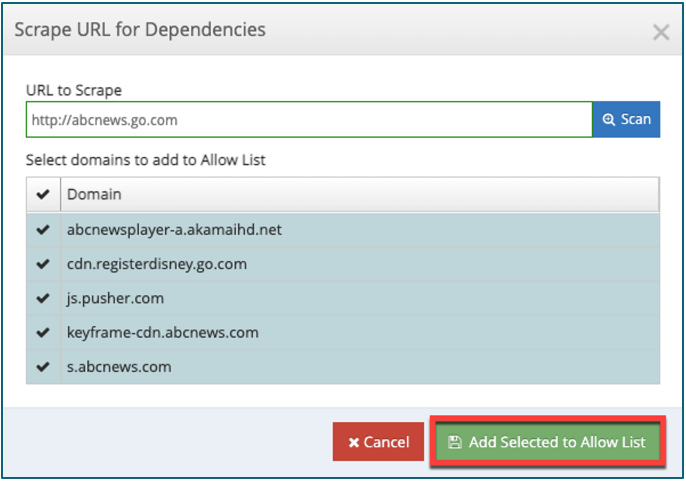 Scrape URL for Dependencies
URL to Scrape
http://abcnews.go.com
Scan
Select domains to add to Allow List
Domain
abcnewsplayer-a.akamaihd.net
cdn.registerdisney.go.com
js.pusher.com
keyframe-cdn.abcnews.com
s.abcnews.com
Cancel
Add Selected to Allow List